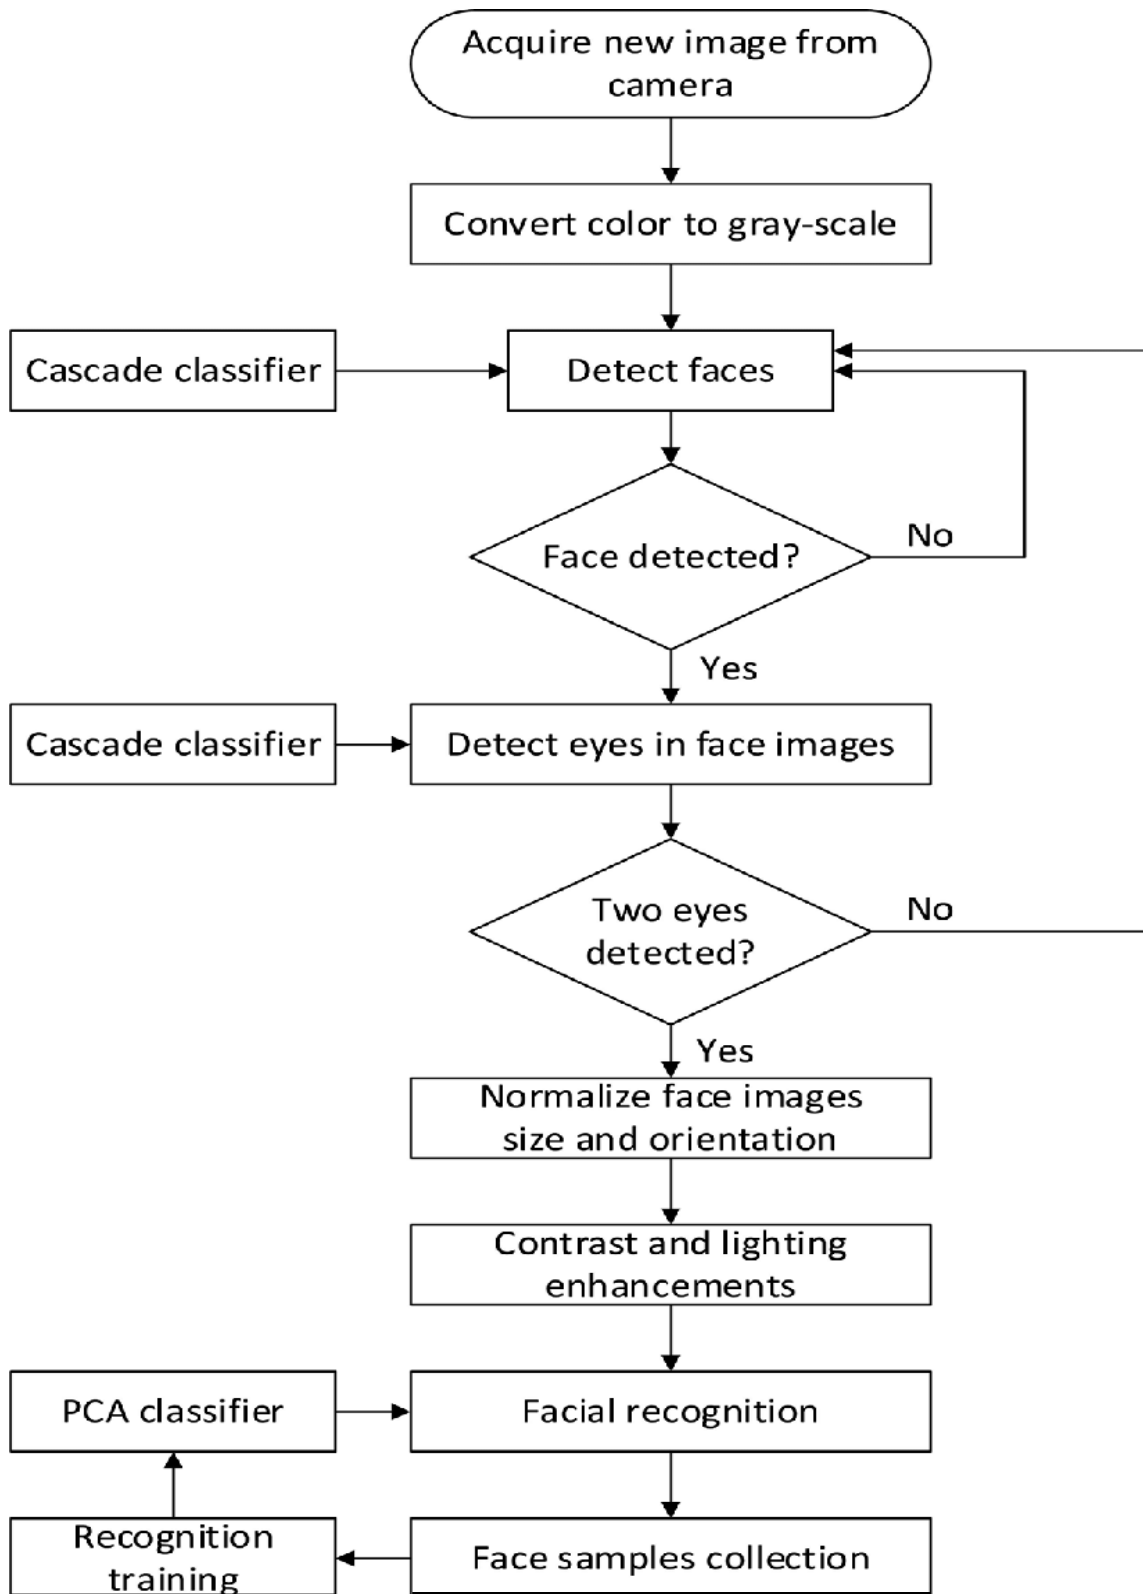 Acquire new image from
camera
Convert color to gray-scale
Cascade classifier
Detect faces
Face detected?
No
Yes
Cascade classifier
Detect eyes in face images
Two eyes
detected?
No
Yes
Normalize face images
size and orientation
Contrast and lighting
enhancements
PCA classifier
Facial recognition
Recognition
training
Face samples collection